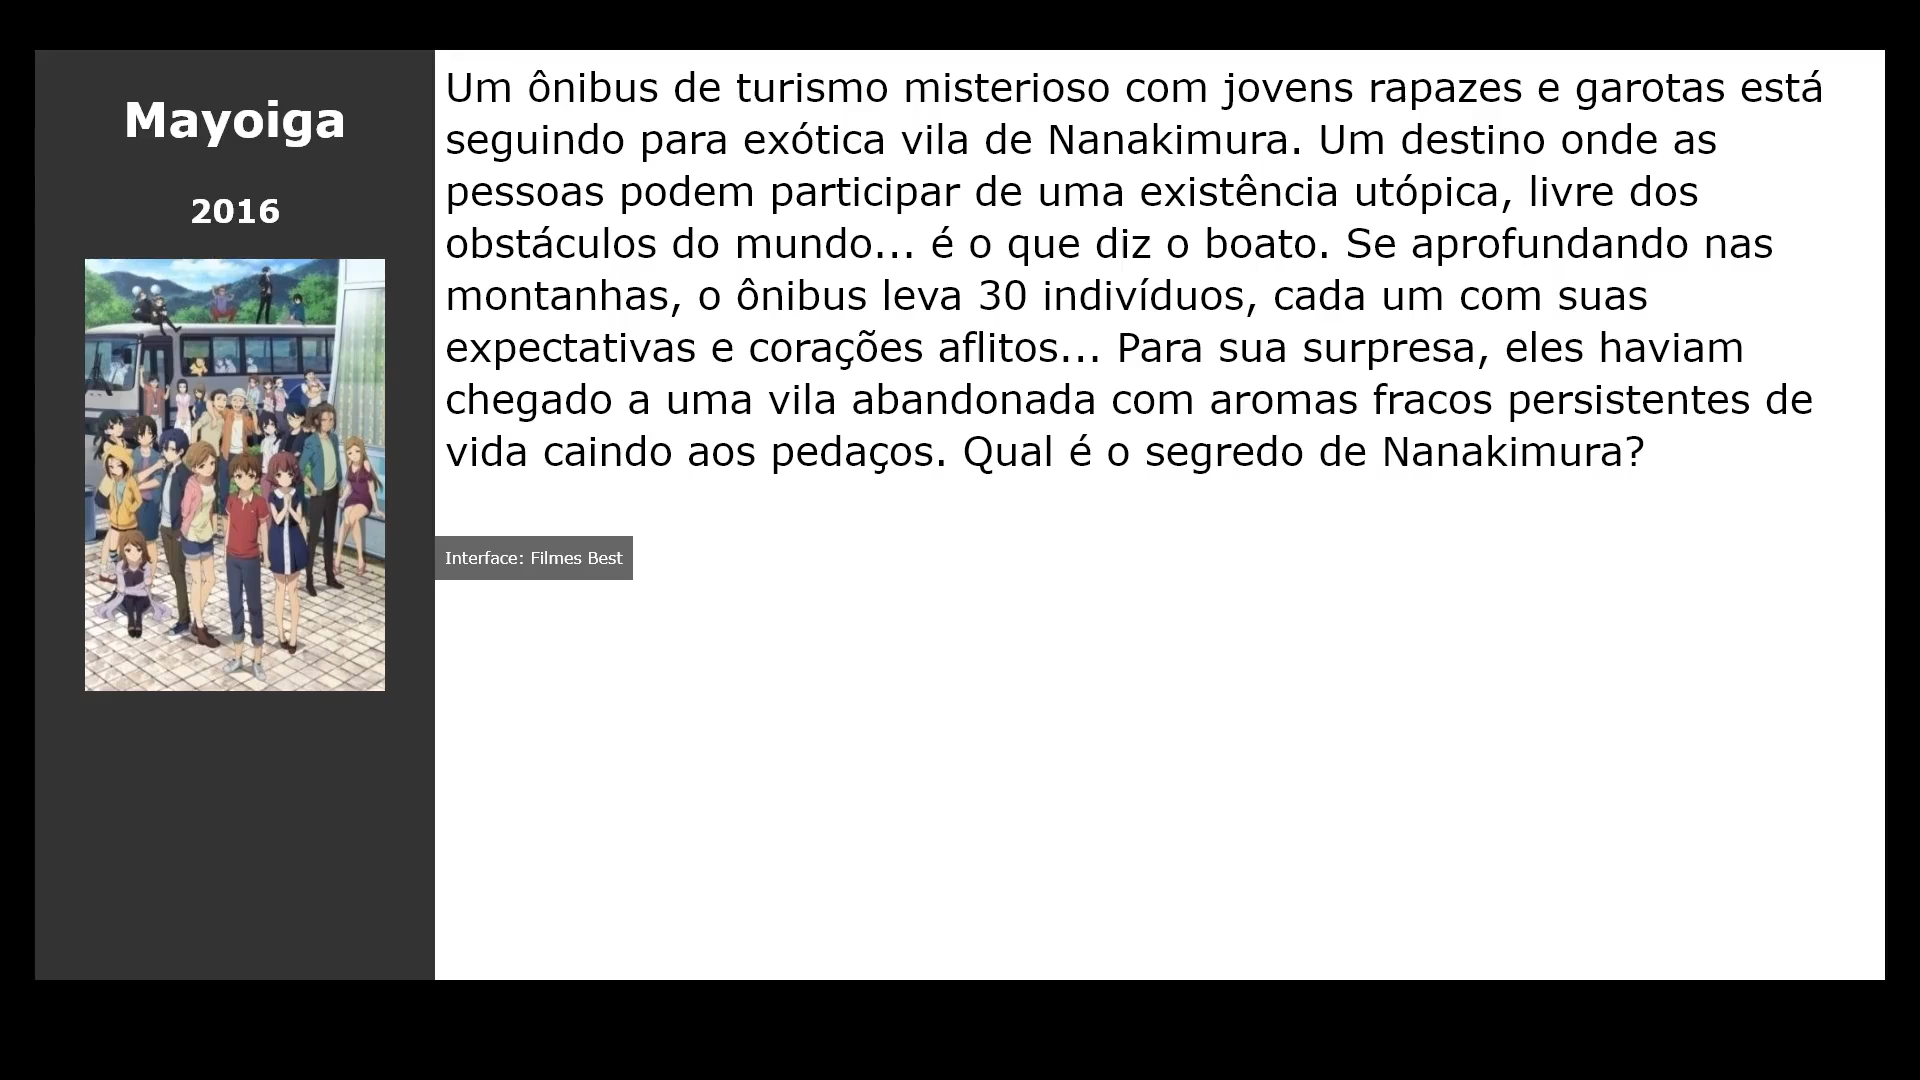 Mayoiga
2016
Um ônibus de turismo misterioso com jovens rapazes e garotas está
seguindo para exótica vila de Nanakimura. Um destino onde as
pessoas podem participar de uma existência utópica, livre dos
obstáculos do mundo... é o que diz o boato. Se aprofundando nas
montanhas, o ônibus leva 30 indivíduos, cada um com suas
expectativas e corações aflitos... Para sua surpresa, eles haviam
chegado a uma vila abandonada com aromas fracos persistentes de
vida caindo aos pedaços. Qual é o segredo de Nanakimura?
Interface: Filmes Best